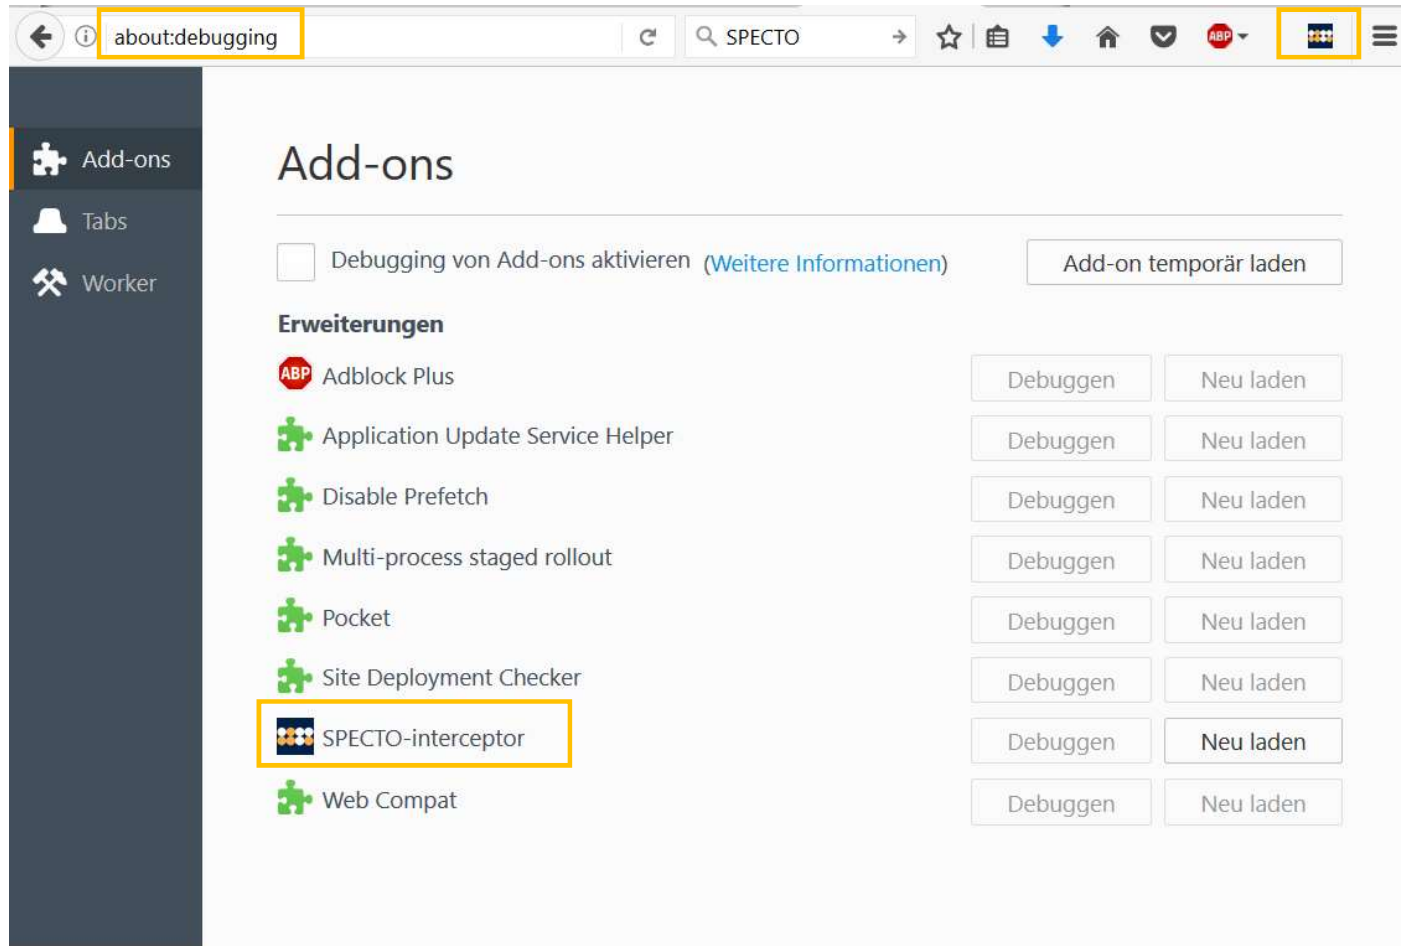 about:debugging
SPECTO
ABP
Add-ons
Tabs
Worker
Add-ons
Debugging von Add-ons aktivieren (Weitere Informationen)
Add-on temporär laden
Erweiterungen
ABP Adblock Plus Debuggen Neu laden
Application Update Service Helper Debuggen Neu laden
Disable Prefetch Debuggen Neu laden
Multi-process staged rollout Debuggen Neu laden
Pocket Debuggen Neu laden
Site Deployment Checker Debuggen Neu laden
SPECTO-interceptor Debuggen Neu laden
Web Compat Debuggen Neu laden